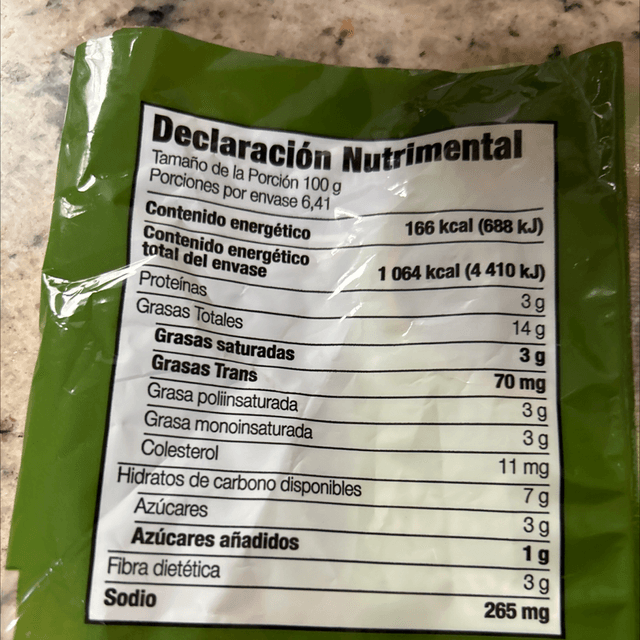 Declaración Nutrimental
Tamaño de la Porción 100 g
Porciones por envase 6,41
Contenido energético 166 kcal (688 kJ)
Contenido energético
total del envase 1 064 kcal (4 410 kJ)
Proteínas 3 g
Grasas Totales 14 g
Grasas saturadas 3 g
Grasas Trans 70 mg
Grasa poliinsaturada 3 g
Grasa monoinsaturada 3 g
Colesterol 11 mg
Hidratos de carbono disponibles 7 g
Azúcares 3 g
Azúcares añadidos 1 g
Fibra dietética 3 g
Sodio 265 mg